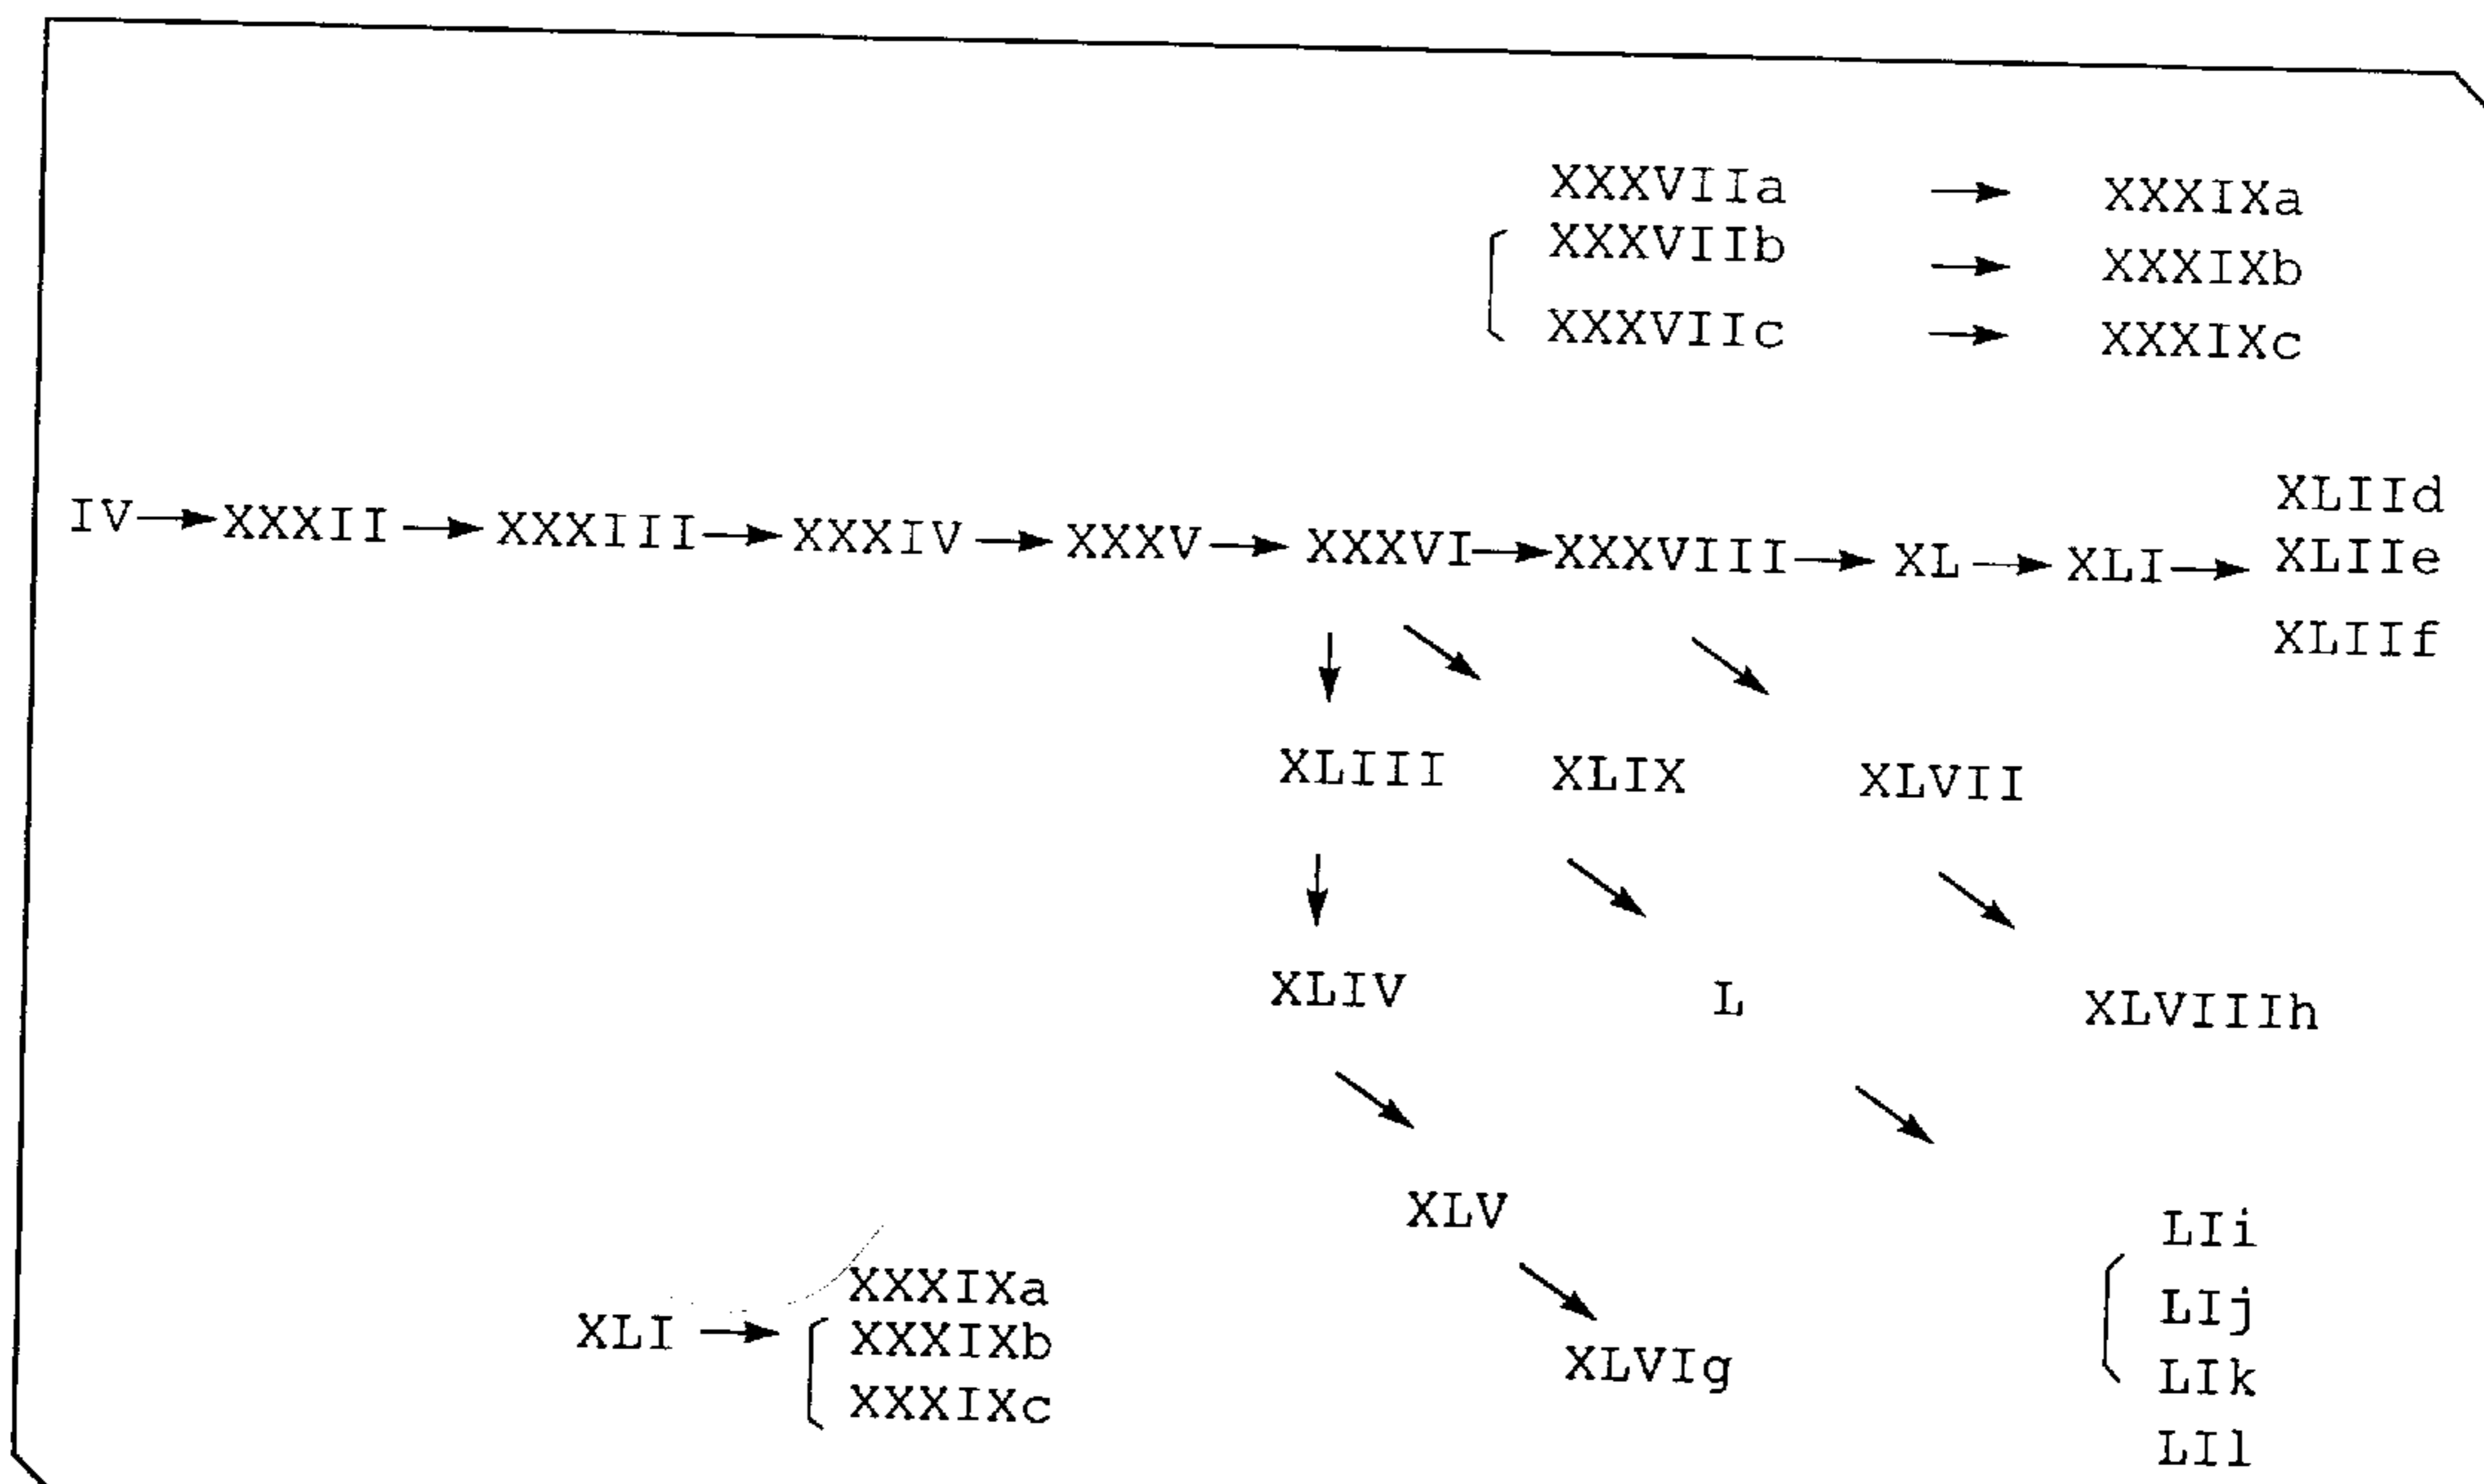 XXXVIIa → XXXIXa
XXXVIIb → XXXIXb
XXXVIIc → XXXIXc
XLIId
IV → XXXII → XXXIII → XXXIV → XXXV → XXXVI → XXXVIII → XL → XLI → XLIIe
XLIIf
XLIII XLIX XLVII
XLIV L XLVIIIh
XLV LIi
XXXIXa
LIj
XLI → XXXIXb
XLVIg LIk
XXXIXc
LIl